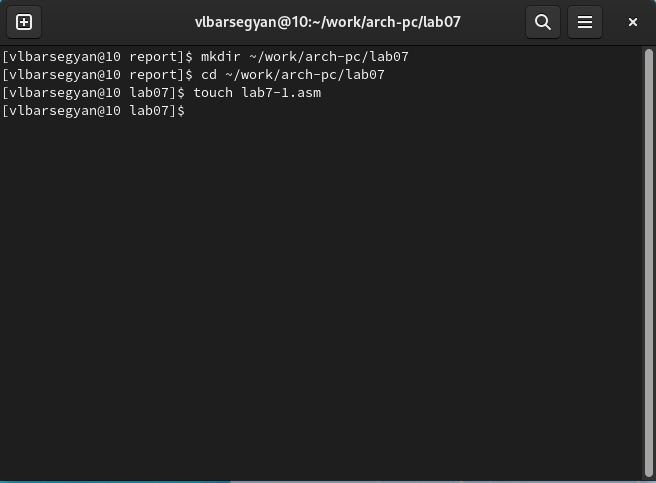 vlbarsegyan@10:~/work/arch-pc/lab07
[vlbarsegyan@10 report]$ mkdir ~/work/arch-pc/lab07
[vlbarsegyan@10 report]$ cd ~/work/arch-pc/lab07
[vlbarsegyan@10 lab07]$ touch lab7-1.asm
[vlbarsegyan@10 lab07]$